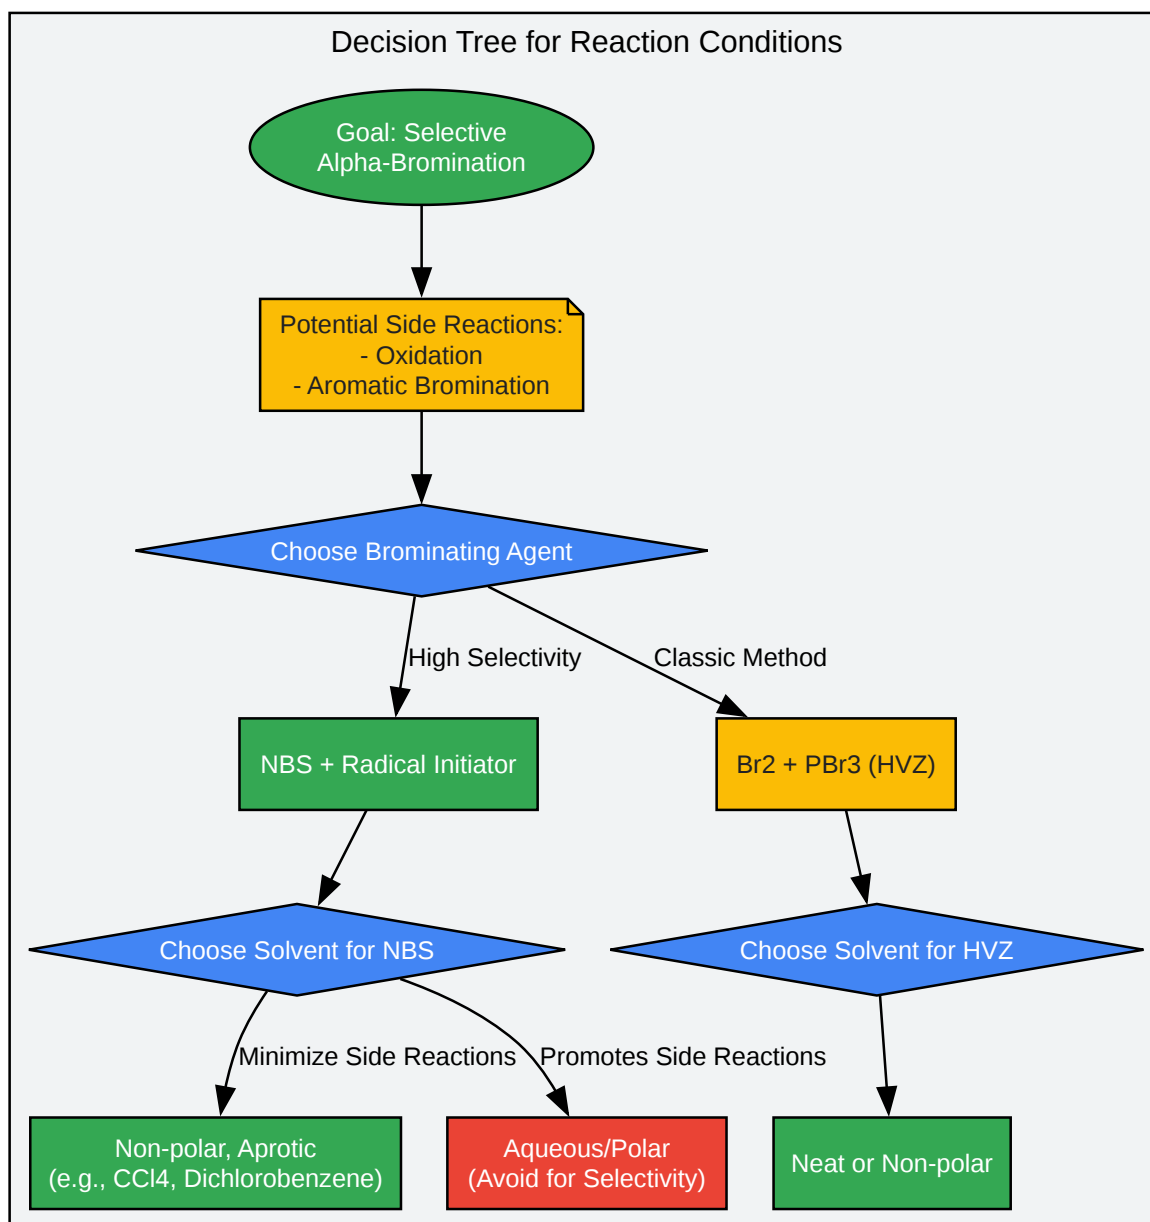 Decision Tree for Reaction Conditions
Goal: Selective
Alpha-Bromination
Potential Side Reactions:
- Oxidation
- Aromatic Bromination
Choose Brominating Agent
High Selectivity
Classic Method
NBS + Radical Initiator
Br2 + PBr3 (HVZ)
Choose Solvent for NBS
Choose Solvent for HVZ
Minimize Side Reactions
Promotes Side Reactions
Non-polar, Aprotic
(e.g., CCl4, Dichlorobenzene)
Aqueous/Polar
(Avoid for Selectivity)
Neat or Non-polar